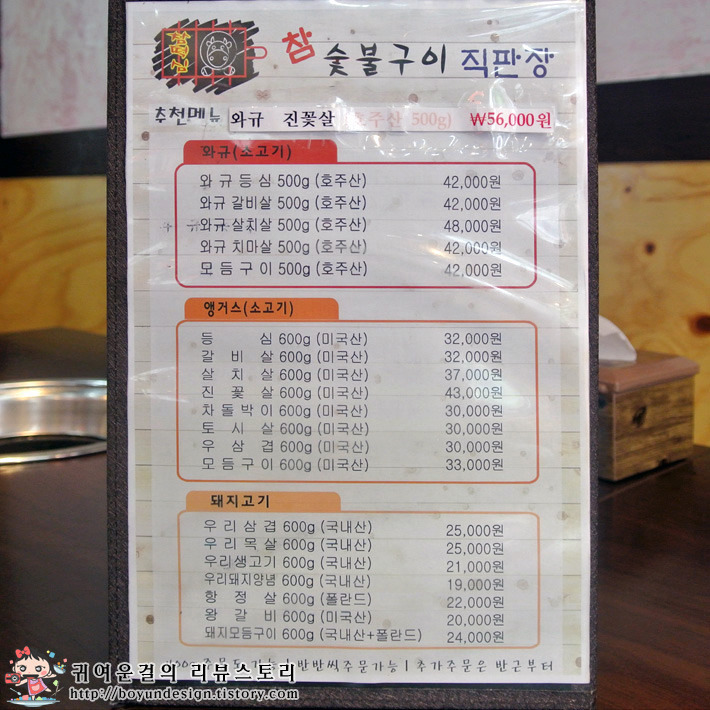 참 숯불구이 직판장
추천메뉴 와규 진꽃살 (호주산 500g) ₩56,000원
와규(소고기)
와규등심 500g (호주산) 42,000원
와규 갈비살 500g (호주산) 42,000원
와규 살치살 500g (호주산) 48,000원
와규 치마살 500g (호주산) 42,000원
모듬구이 500g (호주산) 42,000원
앵거스(소고기)
등 심 600g (미국산) 32,000원
갈 비 살 600g (미국산) 32,000원
살 치 살 600g (미국산) 37,000원
진 꽃 살 600g (미국산) 43,000원
차돌박이 600g (미국산) 30,000원
토 시 살 600g (미국산) 30,000원
우 삼 겹 600g (미국산) 30,000원
모듬구이 600g (미국산) 33,000원
돼지고기
우리삼겹 600g (국내산) 25,000원
우리목살 600g (국내산) 25,000원
우리생고기 600g (국내산) 21,000원
우리돼지양념 600g (국내산) 19,000원
항 정 살 600g (폴란드) 22,000원
왕 갈 비 600g (미국산) 20,000원
돼지모듬구이 600g (국내산+폴란드) 24,000원
반반씩주문가능 | 추가주문은 반근부터
귀여운걸의 리뷰스토리
http://boyundesign.tistory.com